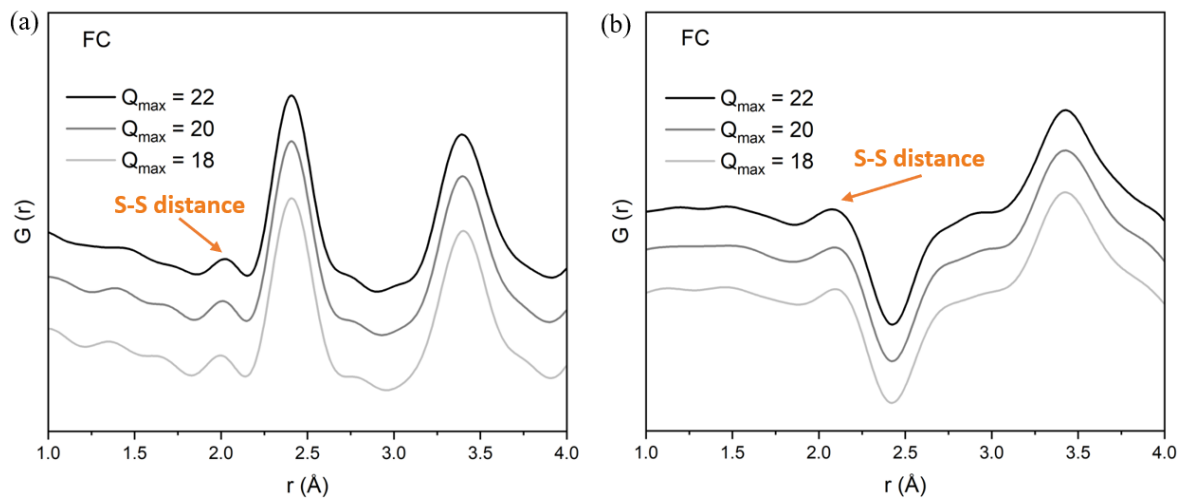 (a)
FC
Qmax = 22
Qmax = 20
Qmax = 18
S-S distance
G (r)
1.0 1.5 2.0 2.5 3.0 3.5 4.0
r (Å)
(b)
FC
Qmax = 22
Qmax = 20
Qmax = 18
S-S distance
G (r)
1.0 1.5 2.0 2.5 3.0 3.5 4.0
r (Å)